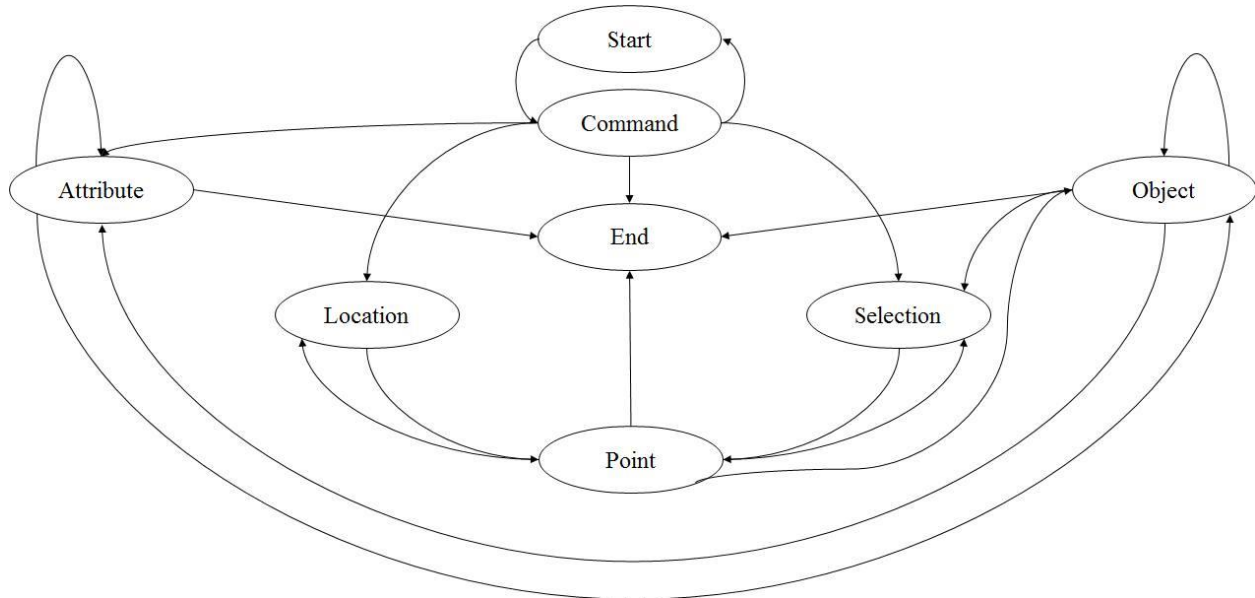 Start
Command
Attribute
Object
End
Location
Selection
Point